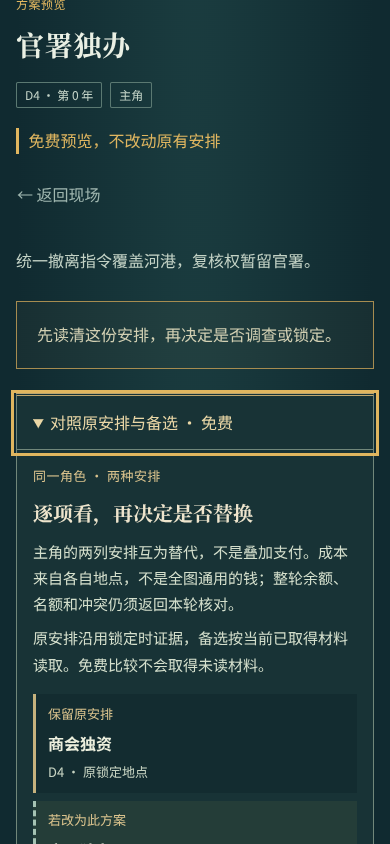 方案预览
官署独办
D4 · 第 0 年
主角
免费预览，不改动原有安排
← 返回现场
统一撤离指令覆盖河港，复核权暂留官署。
先读清这份安排，再决定是否调查或锁定。
▼ 对照原安排与备选 · 免费
同一角色 · 两种安排
逐项看，再决定是否替换
主角的两列安排互为替代，不是叠加支付。成本
来自各自地点，不是全图通用的钱；整轮余额、
名额和冲突仍须返回本轮核对。
原安排沿用锁定时证据，备选按当前已取得材料
读取。免费比较不会取得未读材料。
保留原安排
商会独资
D4 · 原锁定地点
若改为此方案